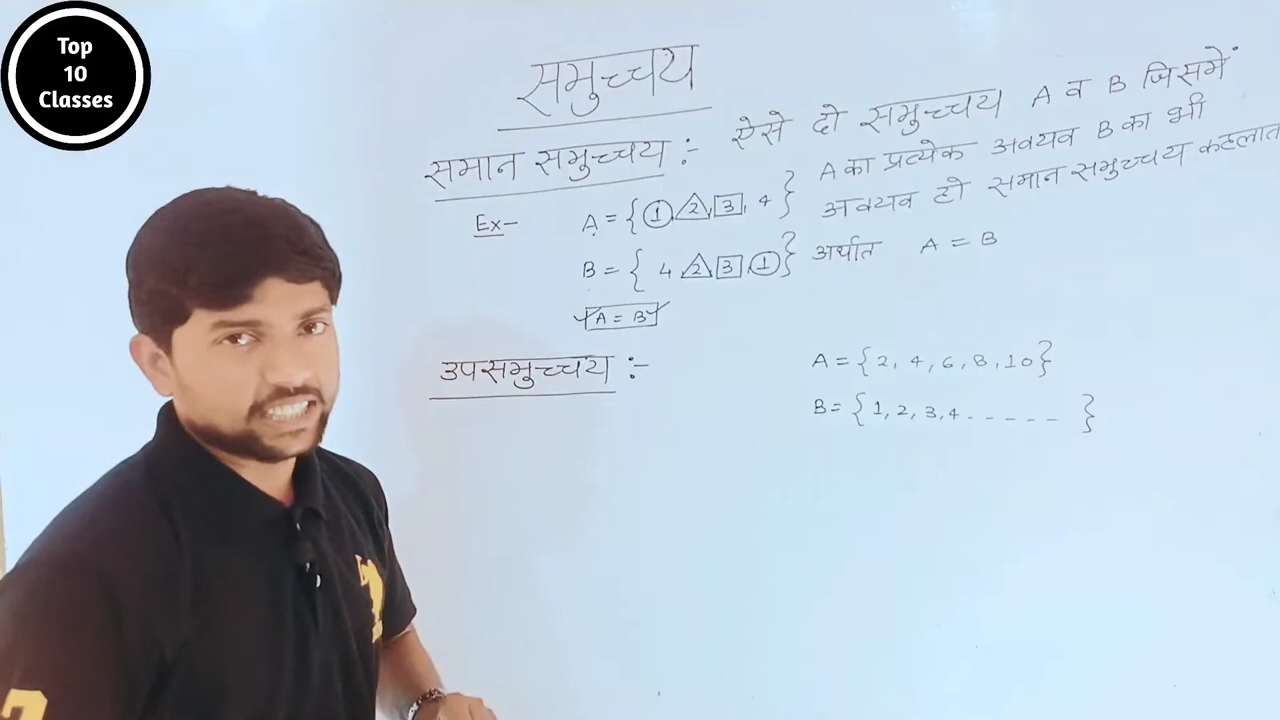 Top
10
Classes
समुच्चय
समान समुच्चय :- ऐसे दो समुच्चय A व B जिसमें
A का प्रत्येक अवयव B का भी
अवयव हो समान समुच्चय कहलात
Ex- A = { 1, 2, 3, 4 }
B = { 4 2, 3, 1 } अर्थात A = B
A = B
उपसमुच्चय :-
A = {2, 4, 6, 8, 10}
B = {1, 2, 3, 4 - - - - - - }